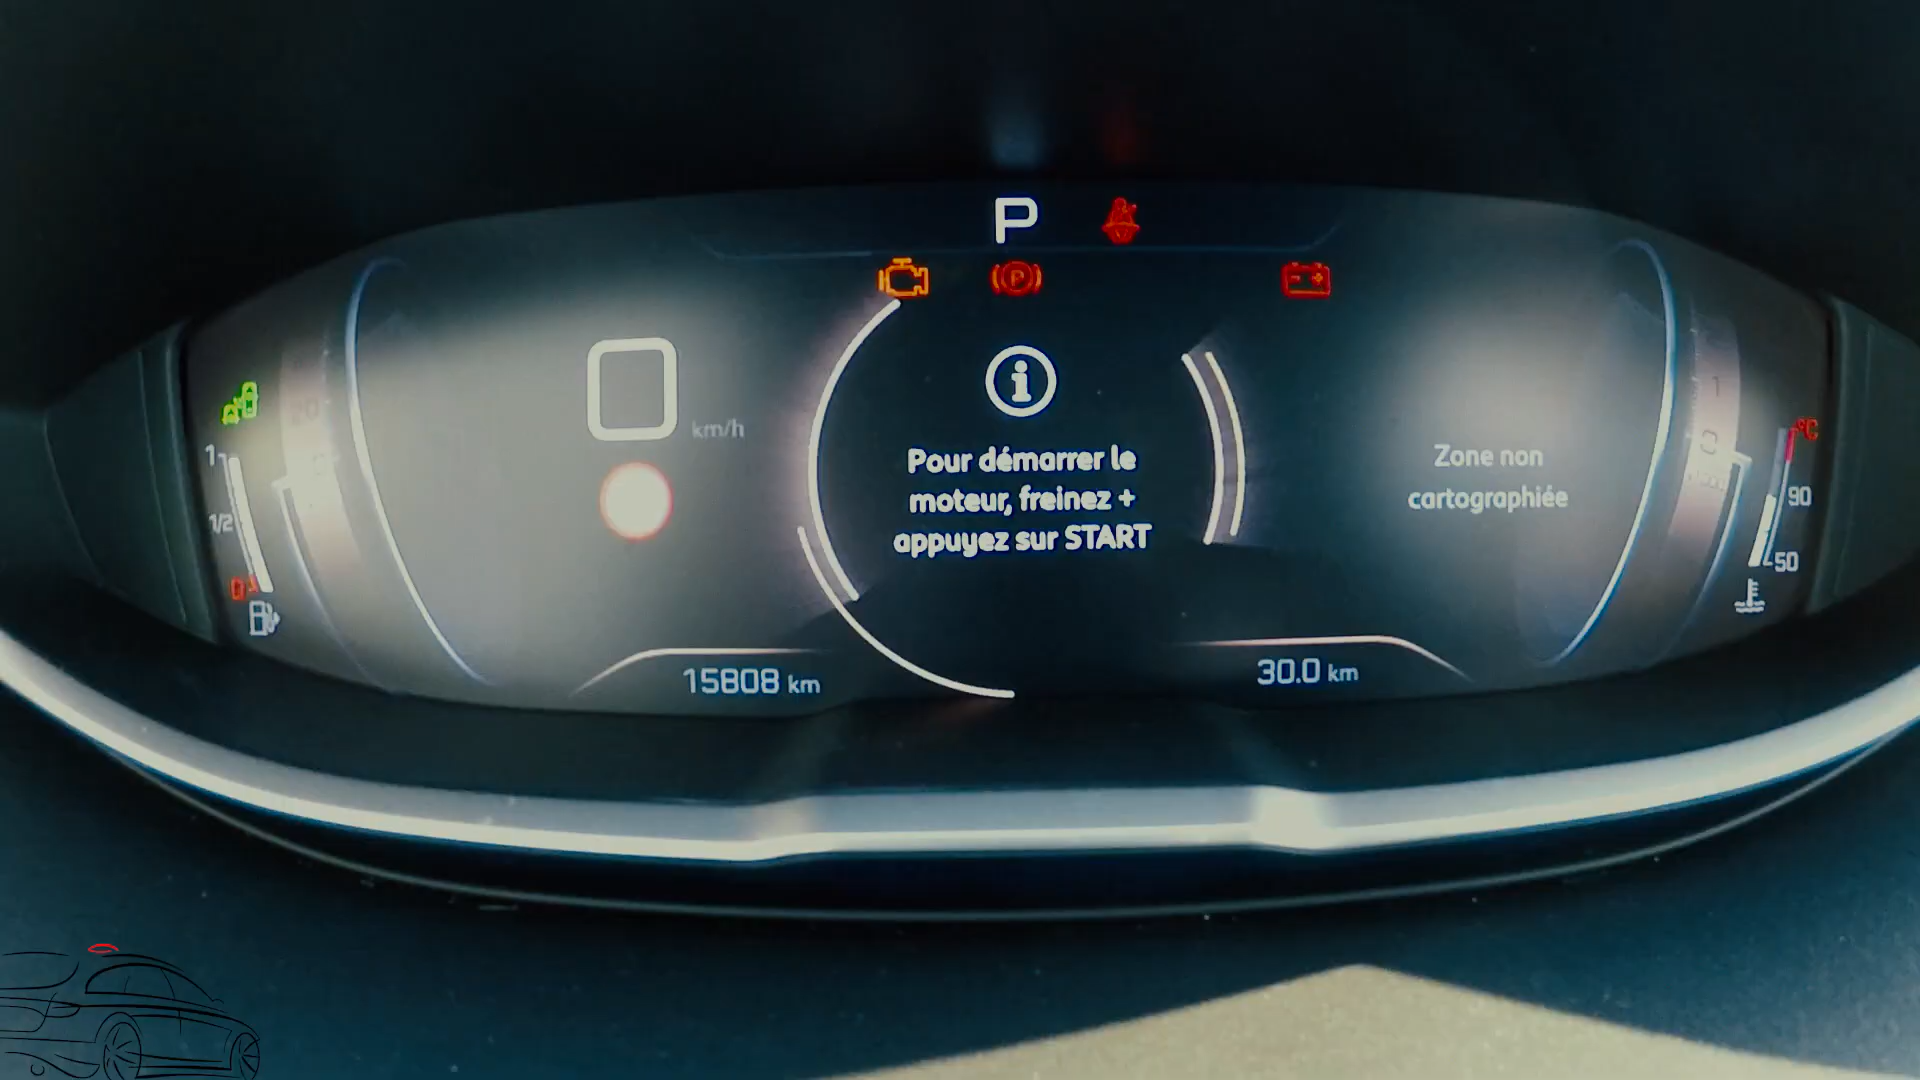 P
0
km/h
1
1/2
0
Pour démarrer le
moteur, freinez +
appuyez sur START
Zone non
cartographiée
°C
90
50
15808 km
30.0 km